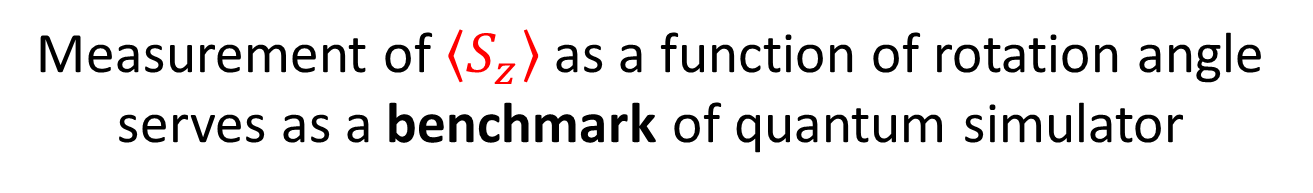 Measurement of ⟨S_z⟩ as a function of rotation angle
serves as a benchmark of quantum simulator